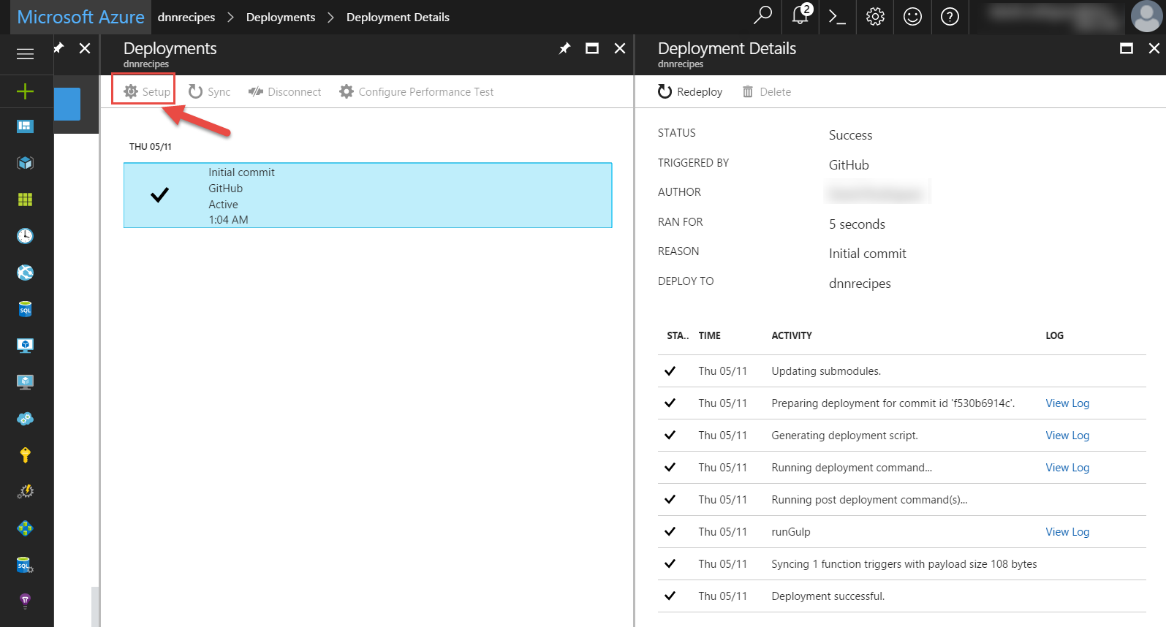 Microsoft Azure dnnrecipes > Deployments > Deployment Details
2
Deployments
dnnrecipes
Setup Sync Disconnect Configure Performance Test
THU 05/11
Initial commit
GitHub
Active
1:04 AM
Deployment Details
dnnrecipes
Redeploy Delete
STATUS Success
TRIGGERED BY GitHub
AUTHOR
RAN FOR 5 seconds
REASON Initial commit
DEPLOY TO dnnrecipes
STA.. TIME ACTIVITY LOG
Thu 05/11 Updating submodules.
Thu 05/11 Preparing deployment for commit id 'f530b6914c'. View Log
Thu 05/11 Generating deployment script. View Log
Thu 05/11 Running deployment command... View Log
Thu 05/11 Running post deployment command(s)...
Thu 05/11 runGulp View Log
Thu 05/11 Syncing 1 function triggers with payload size 108 bytes
Thu 05/11 Deployment successful.
SQL
SQL